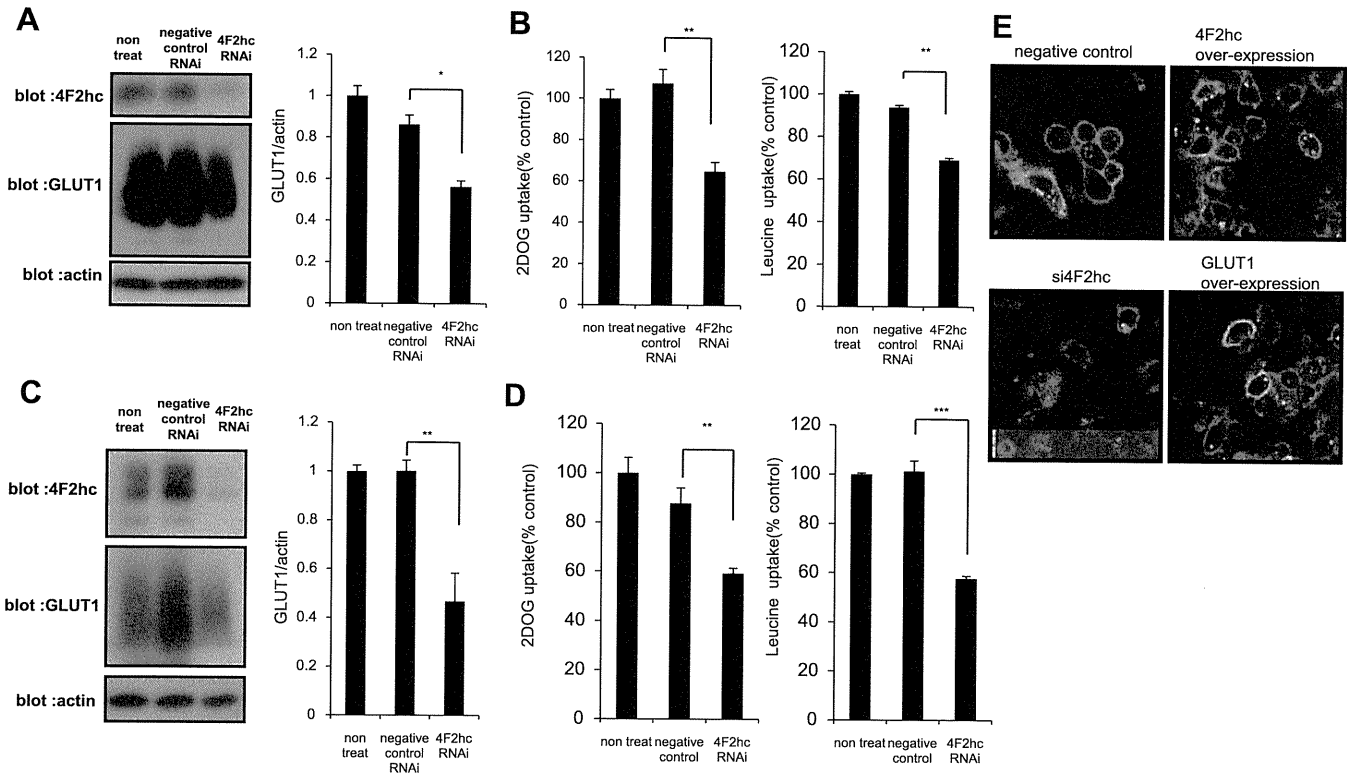 A
non
treat
negative
control
RNAi
4F2hc
RNAi
blot :4F2hc
blot :GLUT1
blot :actin
GLUT1/actin
1.2
1
0.8
0.6
0.4
0.2
0
*
non treat
negative
control
RNAi
4F2hc
RNAi
B
2DOG uptake(% control)
120
100
80
60
40
20
0
**
non treat
negative
control
RNAi
4F2hc
RNAi
Leucine uptake(% control)
120
100
80
60
40
20
0
**
non
treat
negative
control
RNAi
4F2hc
RNAi
E
negative control
4F2hc
over-expression
si4F2hc
GLUT1
over-expression
C
non
treat
negative
control
RNAi
4F2hc
RNAi
blot :4F2hc
blot :GLUT1
blot :actin
GLUT1/actin
1.2
1
0.8
0.6
0.4
0.2
0
**
non
treat
negative
control
RNAi
4F2hc
RNAi
D
2DOG uptake(% control)
120
100
80
60
40
20
0
**
non treat
negative
control
4F2hc
RNAi
Leucine uptake(% control)
120
100
80
60
40
20
0
***
non treat
negative
control
4F2hc
RNAi